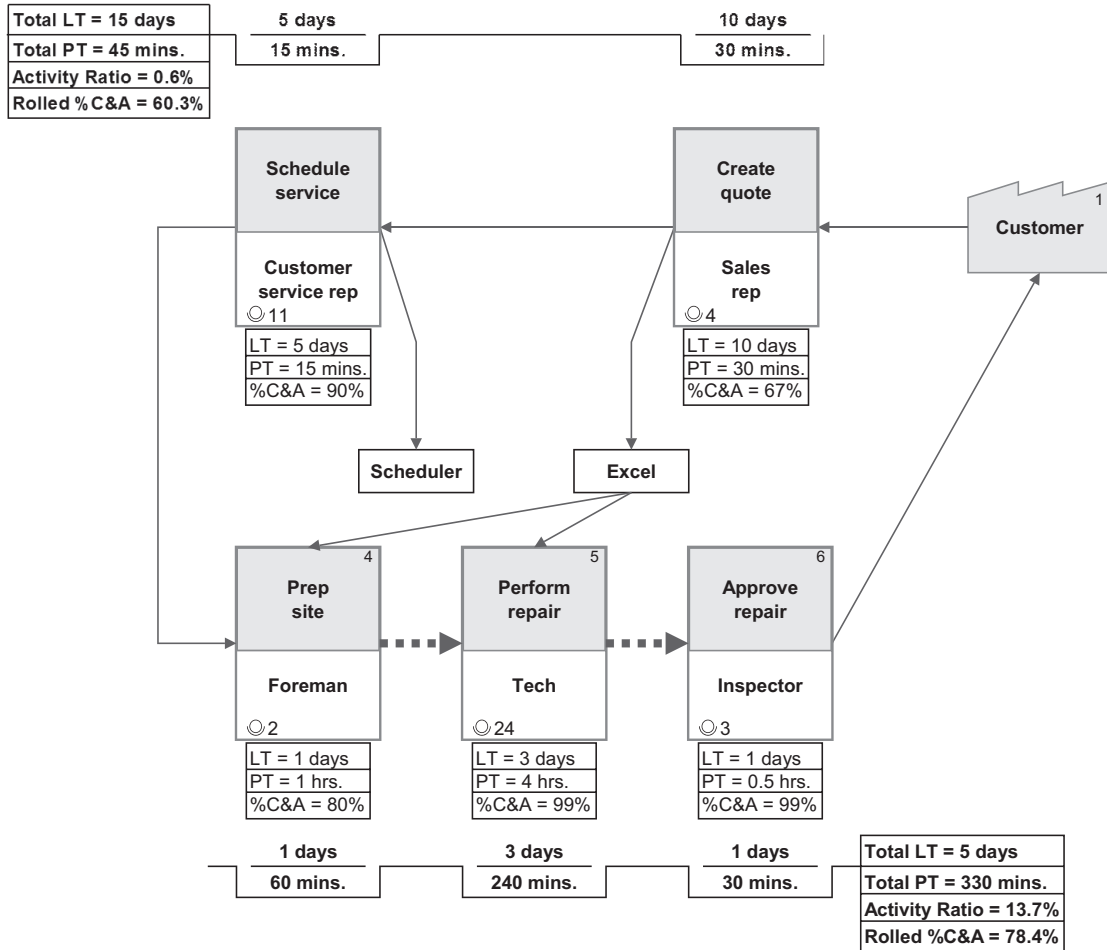 Total LT = 15 days
Total PT = 45 mins.
Activity Ratio = 0.6%
Rolled %C&A = 60.3%
5 days
15 mins.
10 days
30 mins.
Schedule
service
Customer
service rep
11
LT = 5 days
PT = 15 mins.
%C&A = 90%
Create
quote
Sales
rep
4
LT = 10 days
PT = 30 mins.
%C&A = 67%
1
Customer
Scheduler
Excel
4
Prep
site
Foreman
2
LT = 1 days
PT = 1 hrs.
%C&A = 80%
5
Perform
repair
Tech
24
LT = 3 days
PT = 4 hrs.
%C&A = 99%
6
Approve
repair
Inspector
3
LT = 1 days
PT = 0.5 hrs.
%C&A = 99%
1 days
60 mins.
3 days
240 mins.
1 days
30 mins.
Total LT = 5 days
Total PT = 330 mins.
Activity Ratio = 13.7%
Rolled %C&A = 78.4%